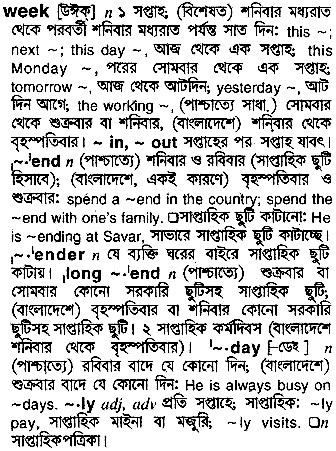 week [উঈক্] n ১ সপ্তাহ; (বিশেষত) শনিবার মধ্যরাত
থেকে পরবর্তী শনিবার মধ্যরাত পর্যন্ত সাত দিন: this ~;
next ~; this day ~, আজ থেকে এক সপ্তাহ; this
Monday ~, পরের সোমবার থেকে এক সপ্তাহ;
tomorrow ~, আজ থেকে আটদিন; yesterday ~, আট
দিন আগে; the working ~, (পাশ্চাত্যে সাধা.) সোমবার
থেকে শুক্রবার বা শনিবার, (বাংলাদেশে) শনিবার থেকে
বৃহস্পতিবার। ~ in, ~ out সপ্তাহের পর সপ্তাহ যাবৎ।
ˌ~-ˈend n (পাশ্চাত্যে) শনিবার ও রবিবার (সাপ্তাহিক ছুটি
হিসাবে); (বাংলাদেশে, একই কারণে) বৃহস্পতিবার ও
শুক্রবার: spend a ~end in the country; spend the
~end with one's family. □সাপ্তাহিক ছুটি কাটানো: He
is ~ending at Savar, সাভারে সাপ্তাহিক ছুটি কাটাচ্ছে।
ˌ~-ˈender n যে ব্যক্তি ঘরের বাইরে সাপ্তাহিক ছুটি
কাটায়। ˌlong ~-ˈend n (পাশ্চাত্যে) শুক্রবার বা
সোমবার কোনো সরকারি ছুটিসহ সাপ্তাহিক ছুটি;
(বাংলাদেশে) বৃহস্পতিবার বা শনিবার কোনো সরকারি
ছুটিসহ সাপ্তাহিক ছুটি। ২ সাপ্তাহিক কর্মদিবস (বাংলাদেশে
শনিবার থেকে বৃহস্পতিবার)। ˈ~-day [–ডেই] n
(পাশ্চাত্যে) রবিবার বাদে যে কোনো দিন; (বাংলাদেশে)
শুক্রবার বাদে যে কোনো দিন: He is always busy on
~days. ~·ly adj, adv প্রতি সপ্তাহে; সাপ্তাহিক: ~ly
pay, সাপ্তাহিক মাইনা বা মজুরি; ~ly visits. □n
সাপ্তাহিকপত্রিকা।